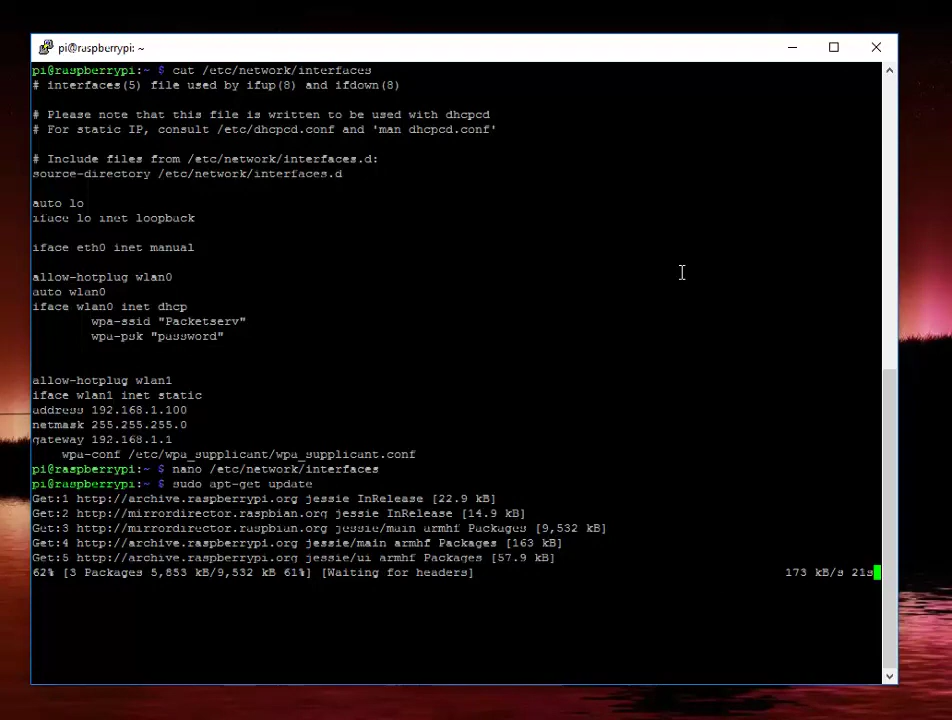 pi@raspberrypi: ~
pi@raspberrypi:~ $ cat /etc/network/interfaces
# interfaces(5) file used by ifup(8) and ifdown(8)
# Please note that this file is written to be used with dhcpcd
# For static IP, consult /etc/dhcpcd.conf and 'man dhcpcd.conf'
# Include files from /etc/network/interfaces.d:
source-directory /etc/network/interfaces.d
auto lo
iface lo inet loopback
iface eth0 inet manual
allow-hotplug wlan0
auto wlan0
iface wlan0 inet dhcp
wpa-ssid "Packetserv"
wpa-psk "password"
allow-hotplug wlan1
iface wlan1 inet static
address 192.168.1.100
netmask 255.255.255.0
gateway 192.168.1.1
wpa-conf /etc/wpa_supplicant/wpa_supplicant.conf
pi@raspberrypi:~ $ nano /etc/network/interfaces
pi@raspberrypi:~ $ sudo apt-get update
Get:1 http://archive.raspberrypi.org jessie InRelease [22.9 kB]
Get:2 http://mirrordirector.raspbian.org jessie InRelease [14.9 kB]
Get:3 http://mirrordirector.raspbian.org jessie/main armhf Packages [9,532 kB]
Get:4 http://archive.raspberrypi.org jessie/main armhf Packages [163 kB]
Get:5 http://archive.raspberrypi.org jessie/ui armhf Packages [57.9 kB]
62% [3 Packages 5,853 kB/9,532 kB 61%] [Waiting for headers] 173 kB/s 21s